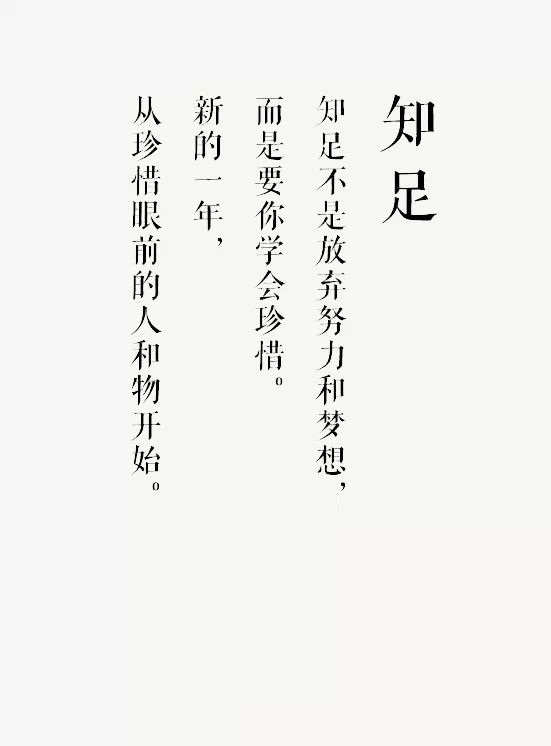 知足
知足不是放弃努力和梦想，
而是要你学会珍惜。
新的一年，
从珍惜眼前的人和物开始。